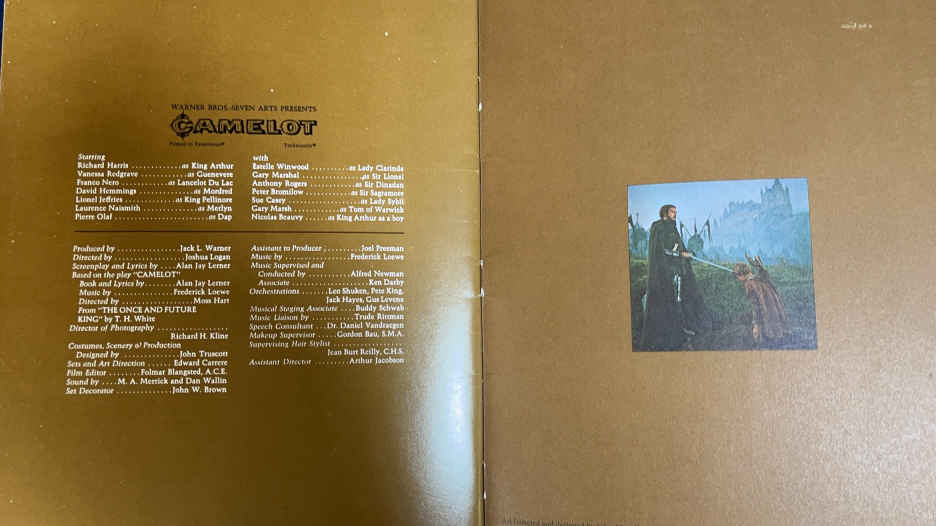 WARNER BROS.-SEVEN ARTS PRESENTS
CAMELOT
Filmed in Panavision® Technicolor®
Starring
Richard Harris . . . . . . . . . . . . as King Arthur
Vanessa Redgrave . . . . . . . . as Guenevere
Franco Nero . . . . . . . . . . as Lancelot Du Lac
David Hemmings . . . . . . . . . . as Mordred
Lionel Jeffries . . . . . . . . . . as King Pellinore
Laurence Naismith . . . . . . . . . . as Merlyn
Pierre Olaf . . . . . . . . . . . . . . . . . . as Dap
with
Estelle Winwood . . . . . . . as Lady Clarinda
Gary Marshal . . . . . . . . . . . . as Sir Lionel
Anthony Rogers . . . . . . . . . . as Sir Dinadan
Peter Bromilow . . . . . . . . . as Sir Sagramore
Sue Casey . . . . . . . . . . . . . . . as Lady Sybil
Gary Marsh . . . . . . . . . as Tom of Warwick
Nicolas Beauvy . . . as King Arthur as a boy
Produced by . . . . . . . . . . . . . Jack L. Warner
Directed by . . . . . . . . . . . . . . Joshua Logan
Screenplay and Lyrics by . . . . Alan Jay Lerner
Based on the play "CAMELOT"
Book and Lyrics by . . . . . . Alan Jay Lerner
Music by . . . . . . . . . . . . . Frederick Loewe
Directed by . . . . . . . . . . . . . . . . Moss Hart
From "THE ONCE AND FUTURE
KING" by T. H. White
Director of Photography . . . . . . . . . . . . . . .
Richard H. Kline
Costumes, Scenery of Production
Designed by . . . . . . . . . . . . . John Truscott
Sets and Art Direction . . . . . . Edward Carrere
Film Editor . . . . . . . . Folmar Blangsted, A.C.E.
Sound by . . . . M. A. Merrick and Dan Wallin
Set Decorator . . . . . . . . . . . . . . John W. Brown
Assistant to Producer . . . . . . . . Joel Freeman
Music by . . . . . . . . . . . . . . . Frederick Loewe
Music Supervised and
Conducted by . . . . . . . . . . . Alfred Newman
Associate . . . . . . . . . . . . . . . . . . Ken Darby
Orchestrations . . . . . . . . Leo Shuken, Pete King,
Jack Hayes, Gus Levene
Musical Staging Associate . . . . Buddy Schwab
Music Liaison by . . . . . . . . . . Trude Rittman
Speech Consultant . . . Dr. Daniel Vandraegen
Makeup Supervisor . . . . . Gordon Bau, S.M.A.
Supervising Hair Stylist . . . . . . . . . . . . . . . .
Jean Burt Reilly, C.H.S.
Assistant Director . . . . . . . . . Arthur Jacobson